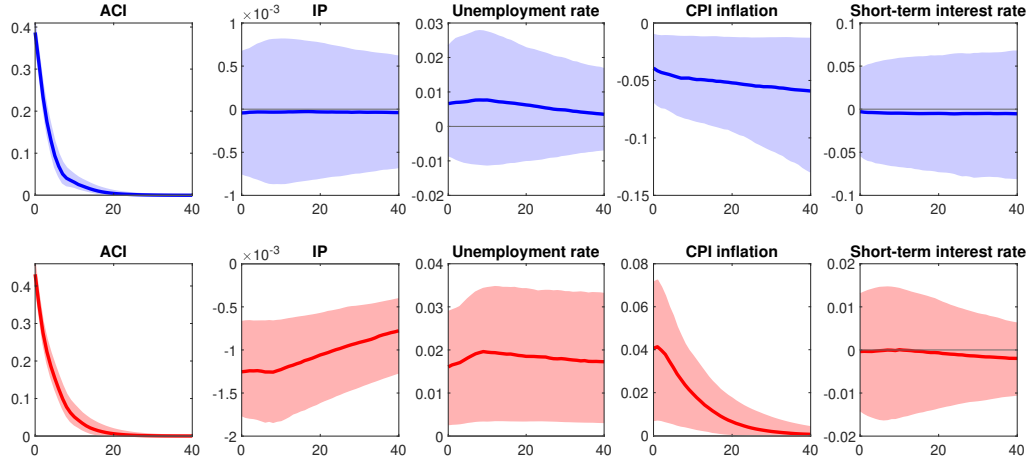 ACI IP Unemployment rate CPI inflation Short-term interest rate
×10⁻³
0.4 1 0.03 0 0.1
0.3 0.5 0.02 0.05
0.2 0 0.01 -0.05 0
0.1 -0.5 0 -0.1 -0.05
0 -1 -0.01 -0.15 -0.1
-0.02
0 20 40 0 20 40 0 20 40 0 20 40 0 20 40
ACI IP Unemployment rate CPI inflation Short-term interest rate
×10⁻³
0.4 0 0.04 0.08 0.02
0.3 -0.5 0.03 0.06 0.01
0.2 -1 0.02 0.04 0
0.1 -1.5 0.01 0.02 -0.01
0 -2 0 0 -0.02
0 20 40 0 20 40 0 20 40 0 20 40 0 20 40